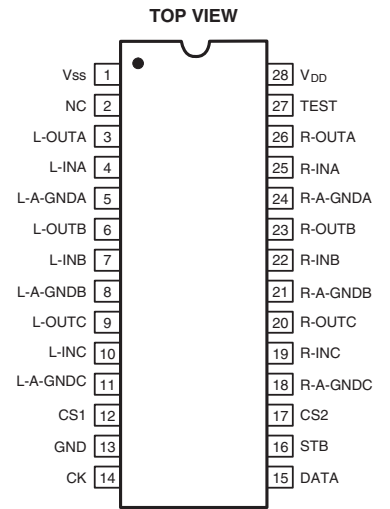 TOP VIEW
Vss 1 28 VDD
NC 2 27 TEST
L-OUTA 3 26 R-OUTA
L-INA 4 25 R-INA
L-A-GNDA 5 24 R-A-GNDA
L-OUTB 6 23 R-OUTB
L-INB 7 22 R-INB
L-A-GNDB 8 21 R-A-GNDB
L-OUTC 9 20 R-OUTC
L-INC 10 19 R-INC
L-A-GNDC 11 18 R-A-GNDC
CS1 12 17 CS2
GND 13 16 STB
CK 14 15 DATA